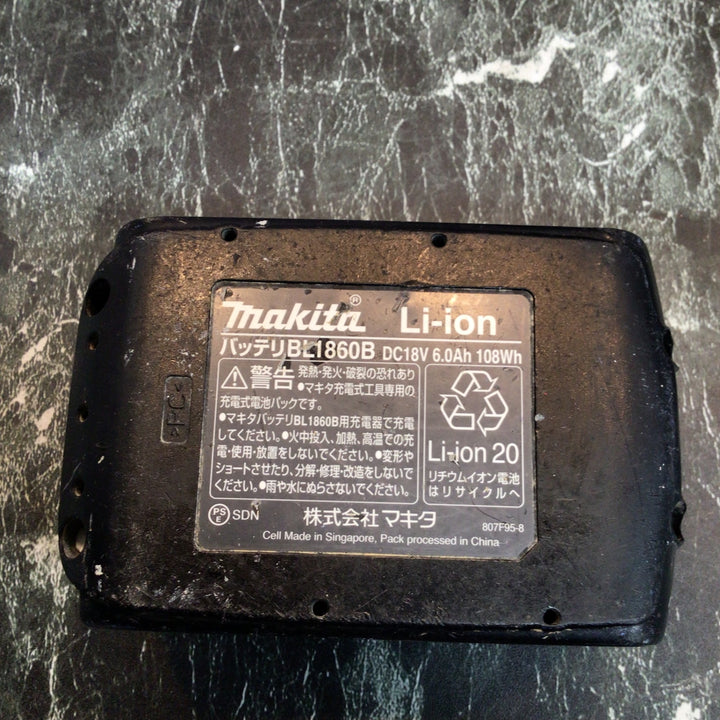 makita® Li-ion
バッテリBL1860B DC18V 6.0Ah 108Wh
警告 発熱・発火・破裂の恐れあり
●マキタ充電式工具専用の
充電式電池パックです。
●マキタバッテリBL1860B用充電器で充電
してください。●火中投入、加熱、高温での充
電・使用・放置をしないでください。●変形や
ショートさせたり、分解・修理・改造をしないで
ください。●雨や水にぬらさないでください。
Li-ion 20
リチウムイオン電池
はリサイクルへ
PSE SDN 株式会社マキタ 807F95-8
Cell Made in Singapore, Pack processed in China
>PC<